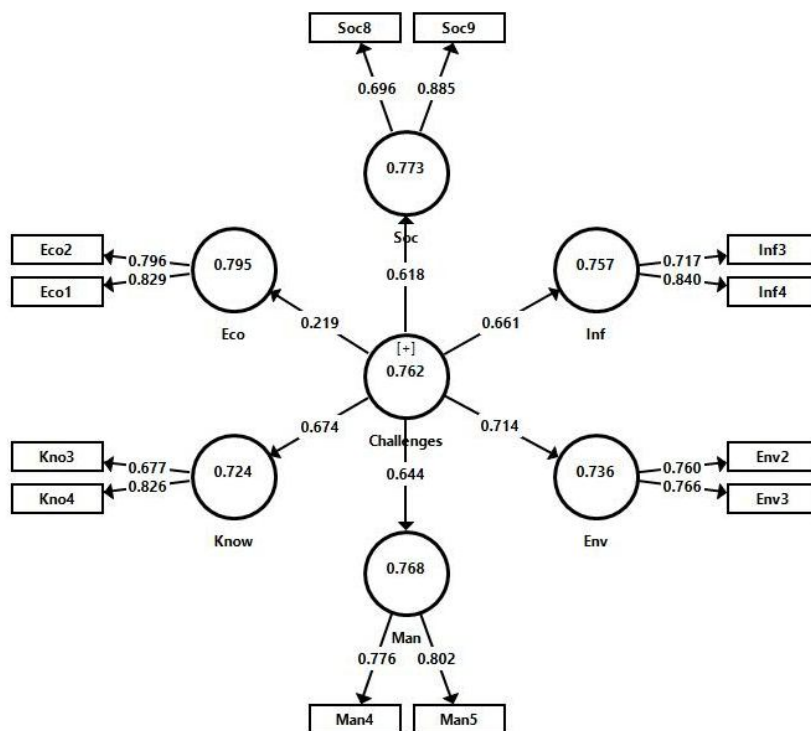 Soc8
Soc9
0.696
0.885
0.773
Soc
Eco2
0.796
0.795
0.757
0.717
Inf3
Eco1
0.829
0.840
Inf4
0.618
Eco
0.219
0.661
Inf
[+]
0.762
Challenges
0.674
0.714
Kno3
0.677
0.724
0.644
0.736
0.760
Env2
Kno4
0.826
0.766
Env3
Know
Env
0.768
Man
0.776
0.802
Man4
Man5